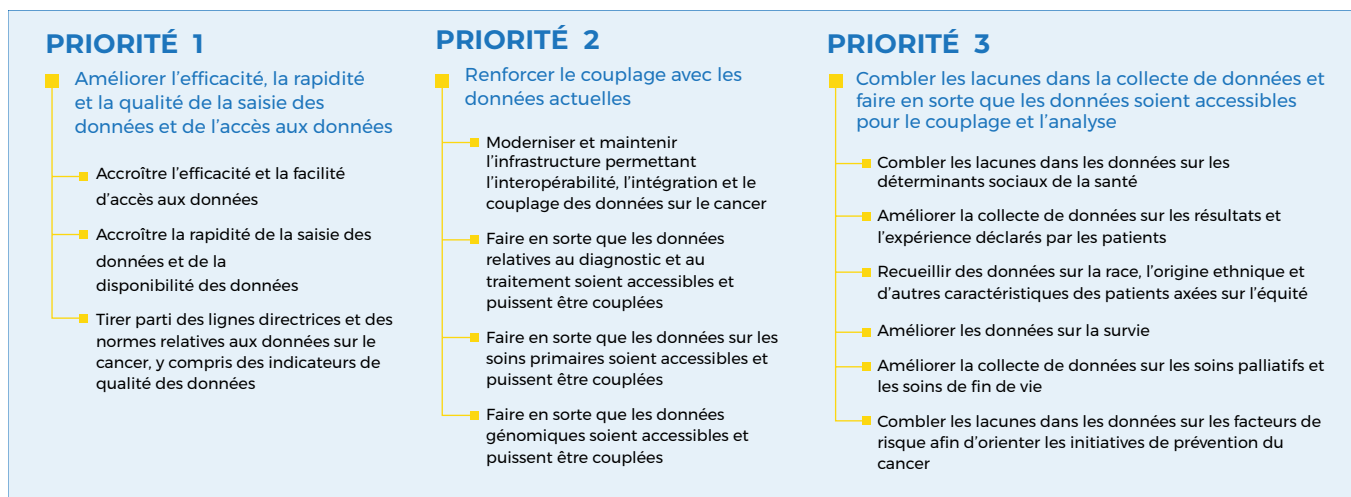 PRIORITÉ 1
Améliorer l’efficacité, la rapidité
et la qualité de la saisie des
données et de l’accès aux données
Accroître l’efficacité et la facilité
d’accès aux données
Accroître la rapidité de la saisie des
données et de la
disponibilité des données
Tirer parti des lignes directrices et des
normes relatives aux données sur le
cancer, y compris des indicateurs de
qualité des données
PRIORITÉ 2
Renforcer le couplage avec les
données actuelles
Moderniser et maintenir
l’infrastructure permettant
l’interopérabilité, l’intégration et le
couplage des données sur le cancer
Faire en sorte que les données
relatives au diagnostic et au
traitement soient accessibles et
puissent être couplées
Faire en sorte que les données sur les
soins primaires soient accessibles et
puissent être couplées
Faire en sorte que les données
génomiques soient accessibles et
puissent être couplées
PRIORITÉ 3
Combler les lacunes dans la collecte de données et
faire en sorte que les données soient accessibles
pour le couplage et l’analyse
Combler les lacunes dans les données sur les
déterminants sociaux de la santé
Améliorer la collecte de données sur les résultats et
l’expérience déclarés par les patients
Recueillir des données sur la race, l’origine ethnique et
d’autres caractéristiques des patients axées sur l’équité
Améliorer les données sur la survie
Améliorer la collecte de données sur les soins palliatifs et
les soins de fin de vie
Combler les lacunes dans les données sur les facteurs de
risque afin d’orienter les initiatives de prévention du
cancer